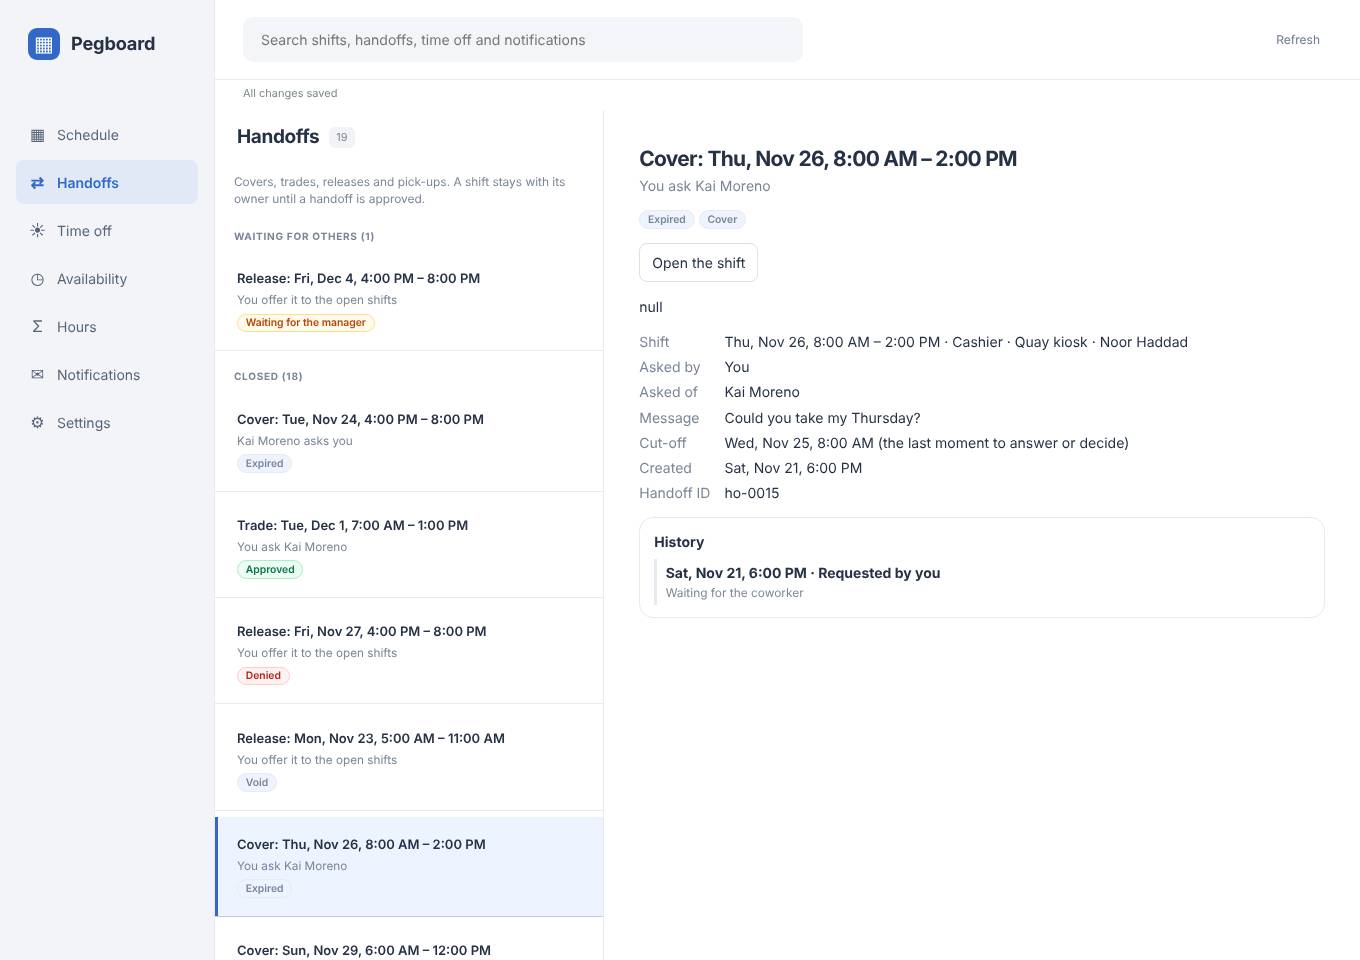 Pegboard
Schedule
Handoffs
Time off
Availability
Hours
Notifications
Settings
Search shifts, handoffs, time off and notifications
Refresh
All changes saved
Handoffs 19
Covers, trades, releases and pick-ups. A shift stays with its
owner until a handoff is approved.
WAITING FOR OTHERS (1)
Release: Fri, Dec 4, 4:00 PM – 8:00 PM
You offer it to the open shifts
Waiting for the manager
CLOSED (18)
Cover: Tue, Nov 24, 4:00 PM – 8:00 PM
Kai Moreno asks you
Expired
Trade: Tue, Dec 1, 7:00 AM – 1:00 PM
You ask Kai Moreno
Approved
Release: Fri, Nov 27, 4:00 PM – 8:00 PM
You offer it to the open shifts
Denied
Release: Mon, Nov 23, 5:00 AM – 11:00 AM
You offer it to the open shifts
Void
Cover: Thu, Nov 26, 8:00 AM – 2:00 PM
You ask Kai Moreno
Expired
Cover: Sun, Nov 29, 6:00 AM – 12:00 PM
Cover: Thu, Nov 26, 8:00 AM – 2:00 PM
You ask Kai Moreno
Expired Cover
Open the shift
null
Shift Thu, Nov 26, 8:00 AM – 2:00 PM · Cashier · Quay kiosk · Noor Haddad
Asked by You
Asked of Kai Moreno
Message Could you take my Thursday?
Cut-off Wed, Nov 25, 8:00 AM (the last moment to answer or decide)
Created Sat, Nov 21, 6:00 PM
Handoff ID ho-0015
History
Sat, Nov 21, 6:00 PM · Requested by you
Waiting for the coworker